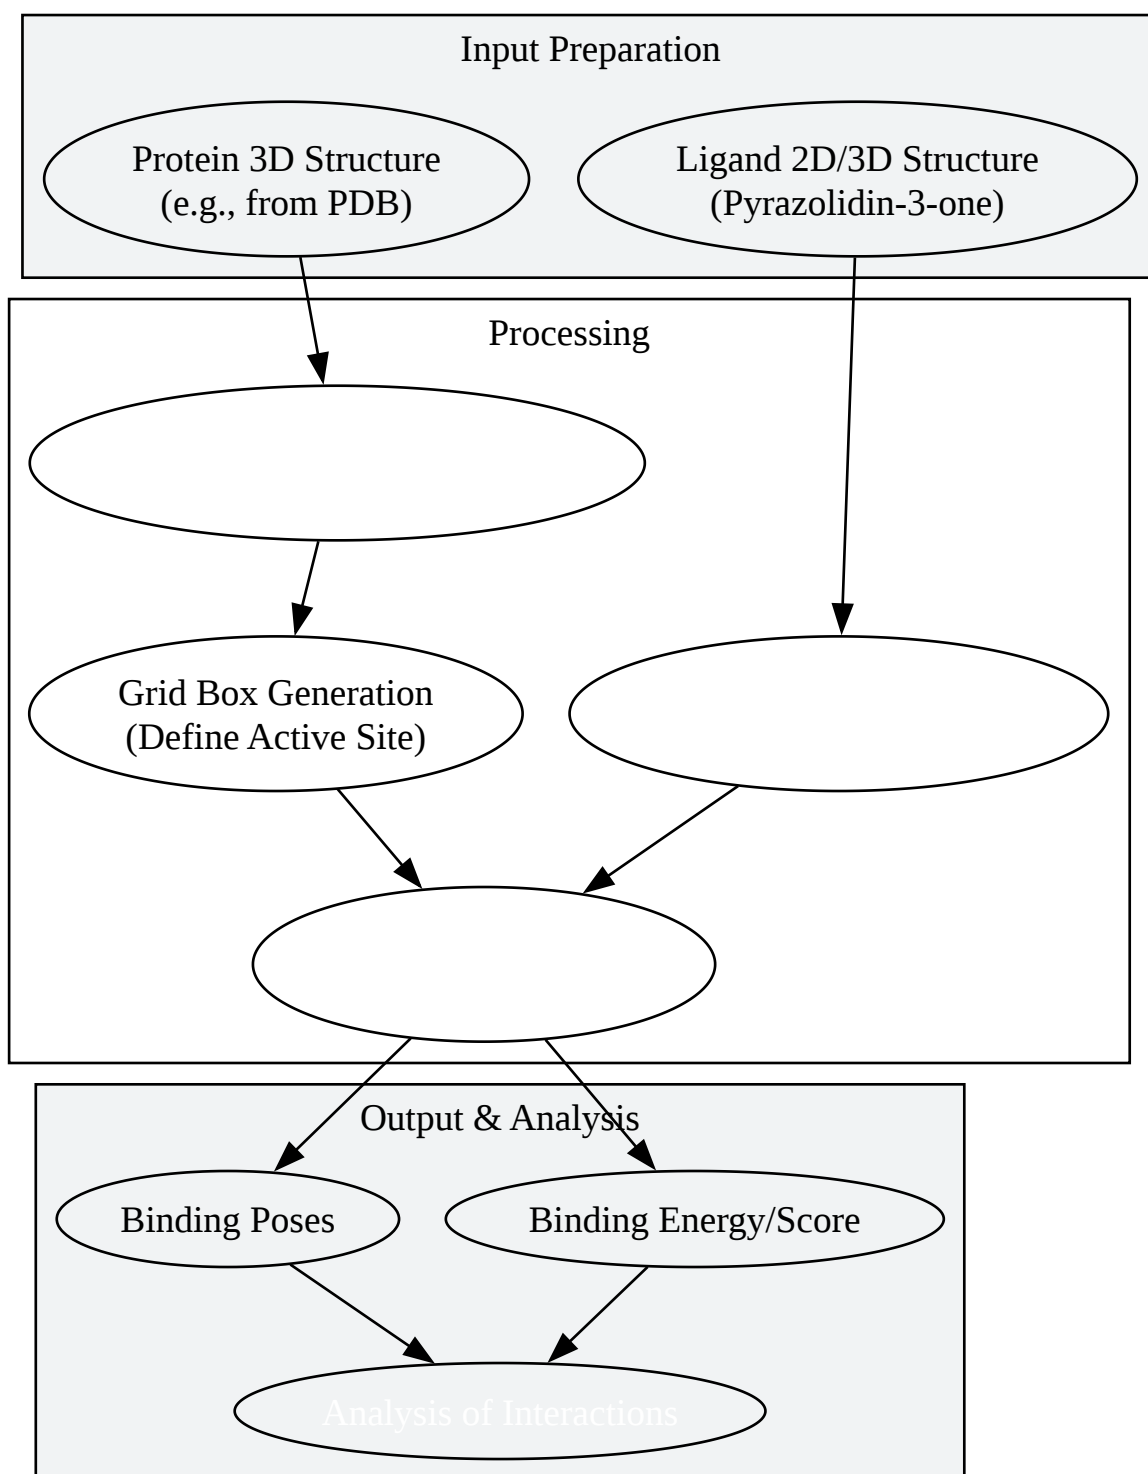 Input Preparation
Protein 3D Structure
(e.g., from PDB)
Ligand 2D/3D Structure
(Pyrazolidin-3-one)
Processing
Grid Box Generation
(Define Active Site)
Output & Analysis
Binding Poses
Binding Energy/Score
Analysis of Interactions